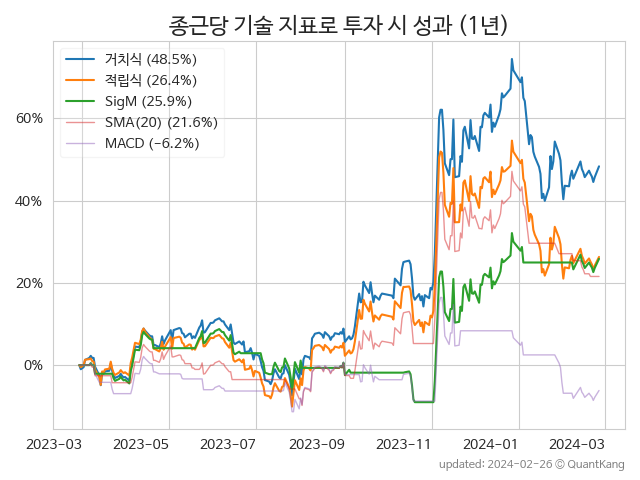 종근당 기술 지표로 투자 시 성과 (1년)
거치식 (48.5%)
적립식 (26.4%)
SigM (25.9%)
SMA(20) (21.6%)
MACD (−6.2%)
60%
40%
20%
0%
2023-03 2023-05 2023-07 2023-09 2023-11 2024-01 2024-03
updated: 2024-02-26 © QuantKang